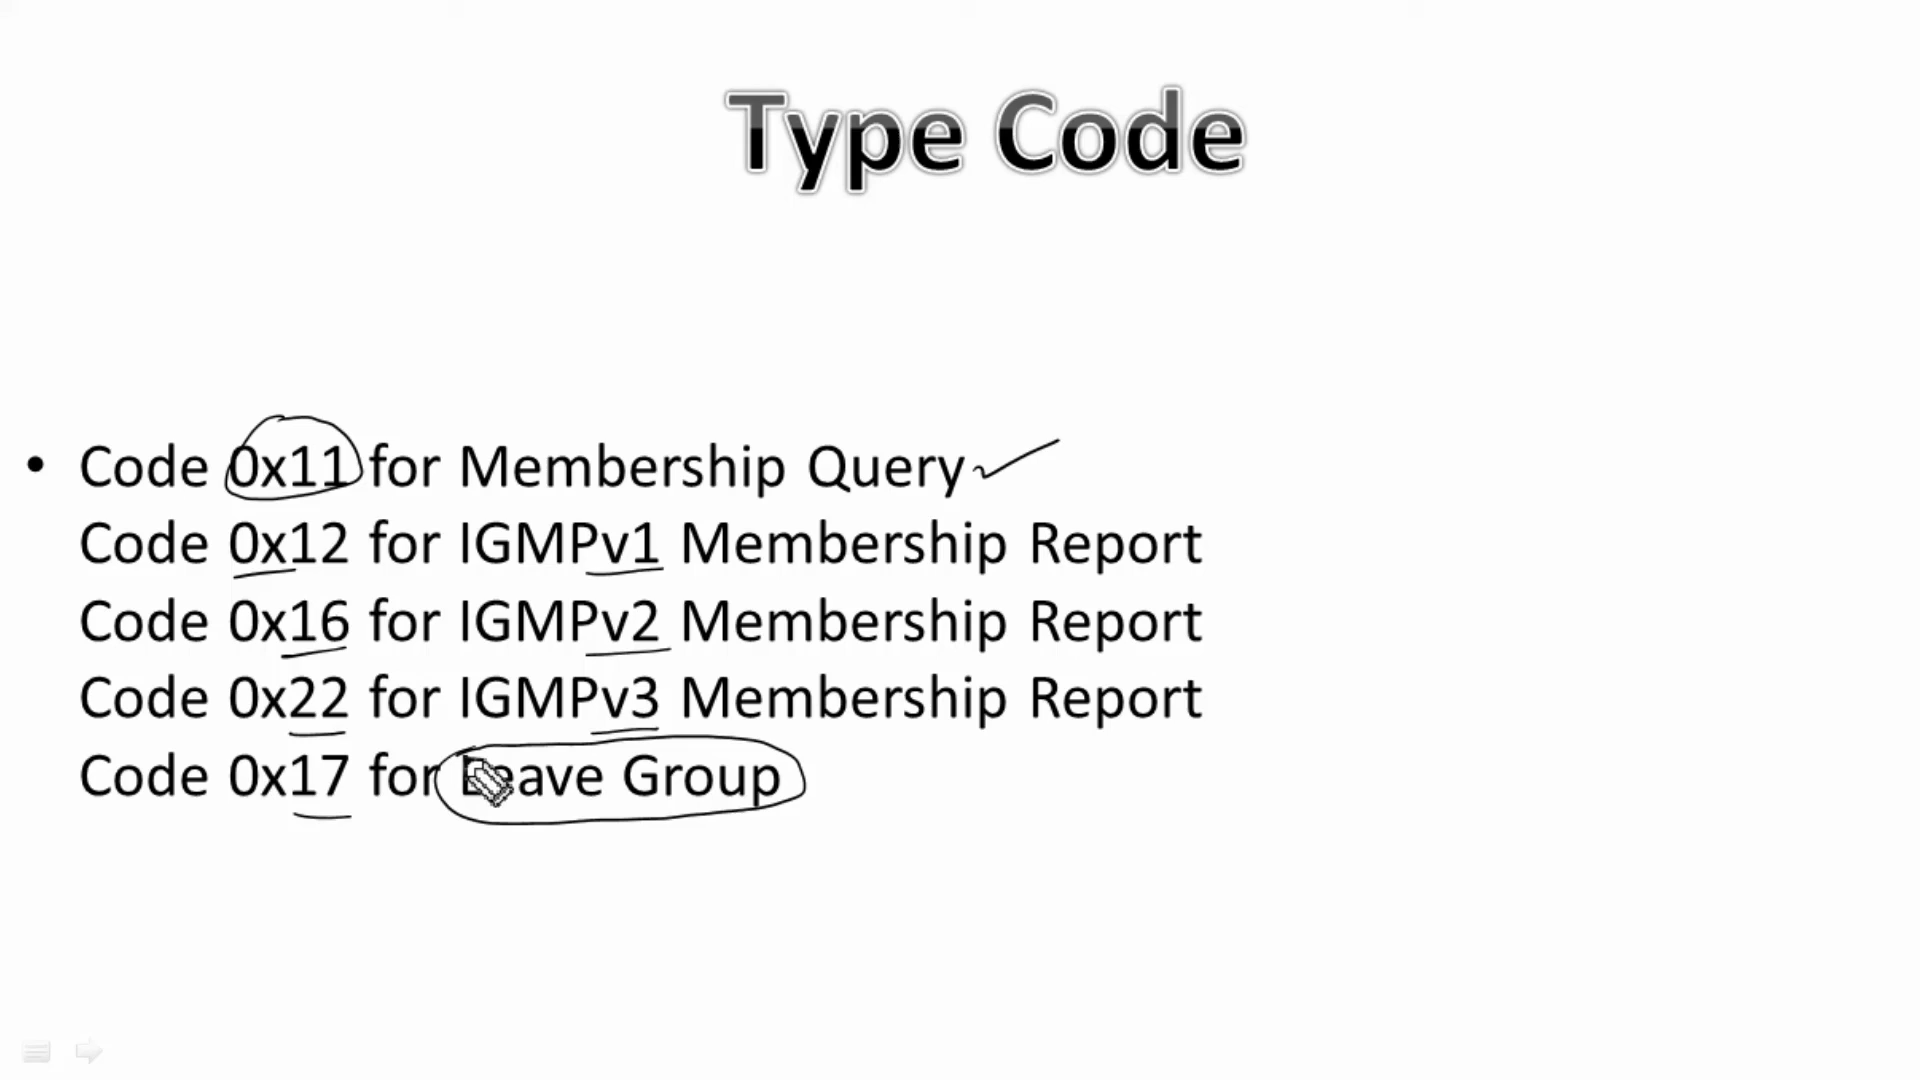 Type Code
• Code 0x11 for Membership Query
Code 0x12 for IGMPv1 Membership Report
Code 0x16 for IGMPv2 Membership Report
Code 0x22 for IGMPv3 Membership Report
Code 0x17 for Leave Group